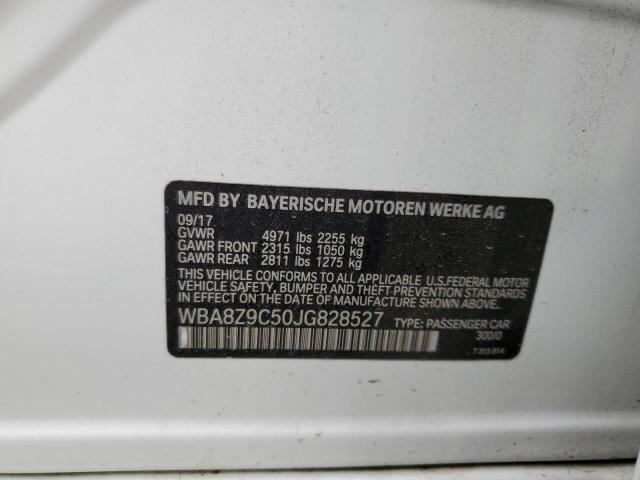 MFD BY BAYERISCHE MOTOREN WERKE AG
09/17
GVWR 4971 lbs 2255 kg
GAWR FRONT 2315 lbs 1050 kg
GAWR REAR 2811 lbs 1275 kg
THIS VEHICLE CONFORMS TO ALL APPLICABLE U.S.FEDERAL MOTOR
VEHICLE SAFETY, BUMPER AND THEFT PREVENTION STANDARDS
IN EFFECT ON THE DATE OF MANUFACTURE SHOWN ABOVE.
WBA8Z9C50JG828527 TYPE: PASSENGER CAR
300/0
7315814